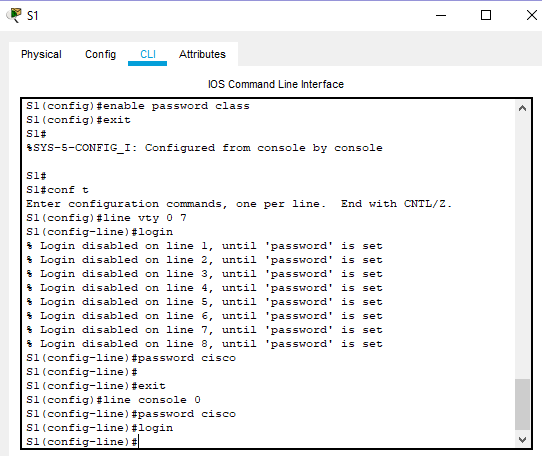 S1
Physical Config CLI Attributes
IOS Command Line Interface
S1(config)#enable password class
S1(config)#exit
S1#
%SYS-5-CONFIG_I: Configured from console by console
S1#
S1#conf t
Enter configuration commands, one per line.  End with CNTL/Z.
S1(config)#line vty 0 7
S1(config-line)#login
% Login disabled on line 1, until 'password' is set
% Login disabled on line 2, until 'password' is set
% Login disabled on line 3, until 'password' is set
% Login disabled on line 4, until 'password' is set
% Login disabled on line 5, until 'password' is set
% Login disabled on line 6, until 'password' is set
% Login disabled on line 7, until 'password' is set
% Login disabled on line 8, until 'password' is set
S1(config-line)#password cisco
S1(config-line)#
S1(config-line)#exit
S1(config)#line console 0
S1(config-line)#password cisco
S1(config-line)#login
S1(config-line)#